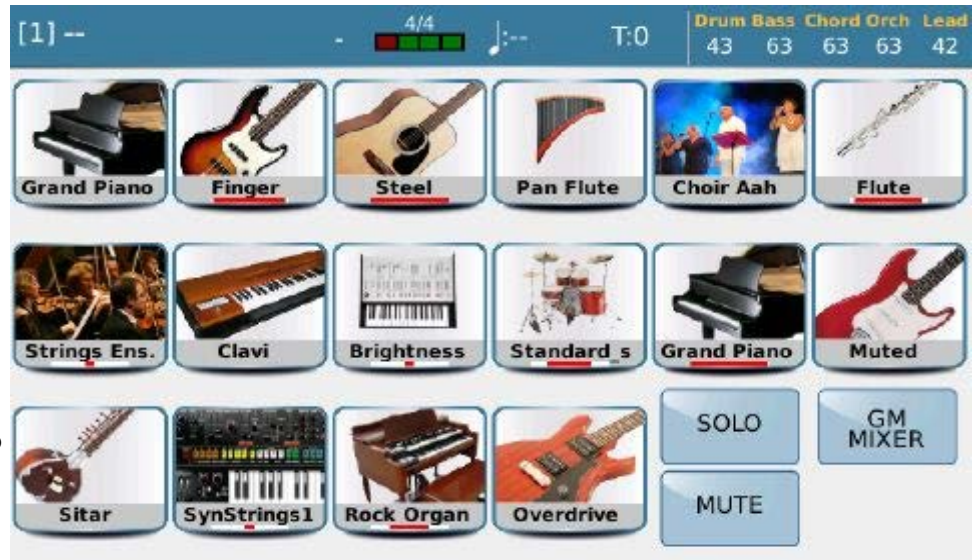 [1] --
-
4/4
♩:--
T:0
Drum Bass Chord Orch Lead
43 63 63 63 42
Grand Piano Finger Steel Pan Flute Choir Aah Flute
Strings Ens. Clavi Brightness Standard_s Grand Piano Muted
Sitar SynStrings1 Rock Organ Overdrive
SOLO
GM
MIXER
MUTE